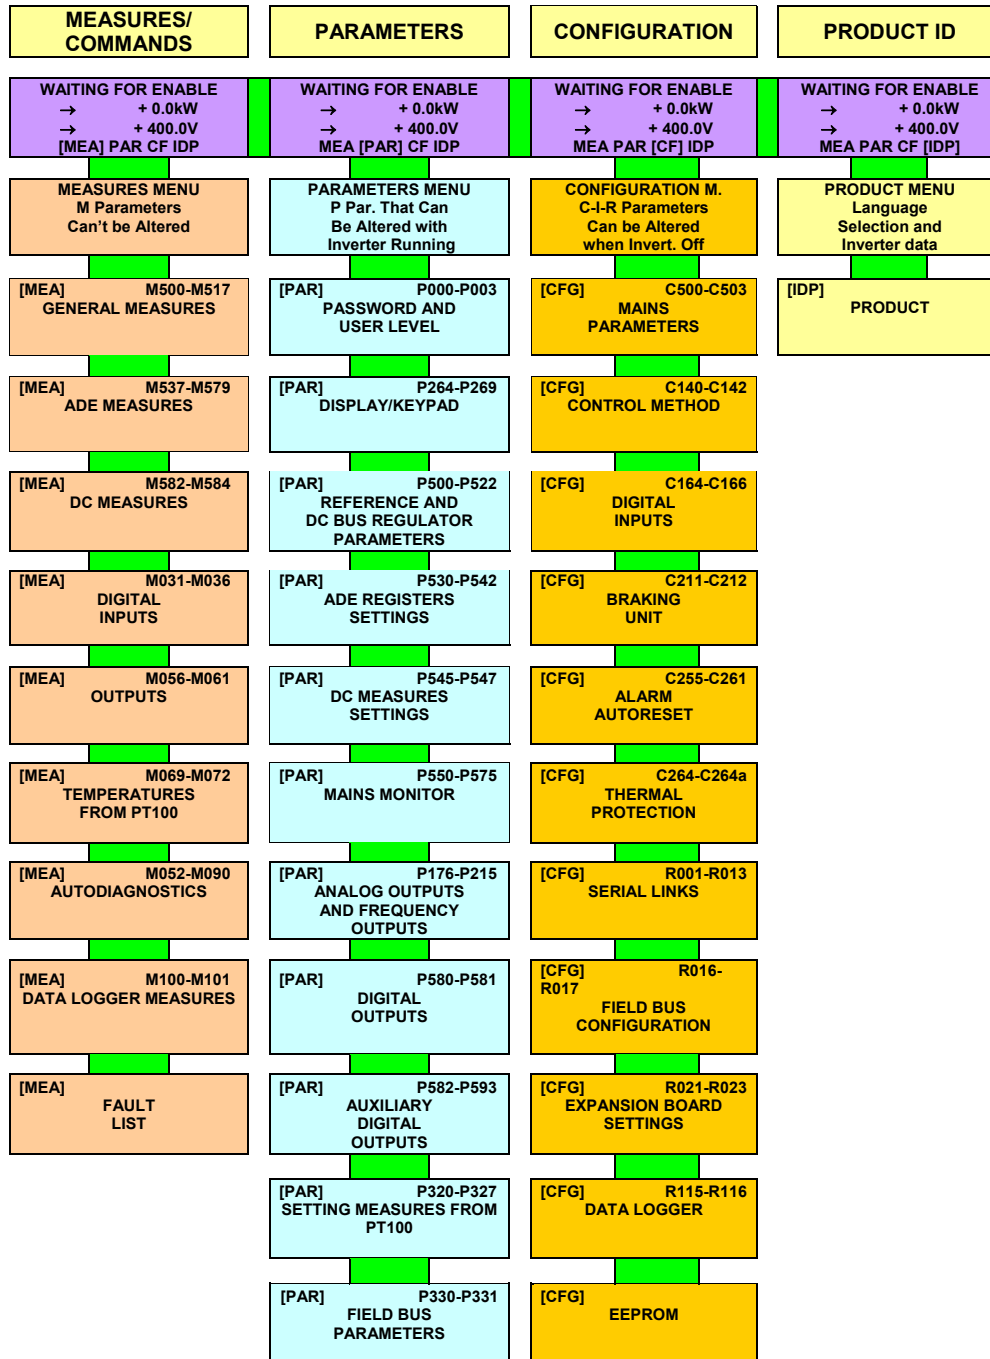 MEASURES/
COMMANDS
PARAMETERS
CONFIGURATION
PRODUCT ID
WAITING FOR ENABLE
→ + 0.0kW
→ + 400.0V
[MEA] PAR CF IDP
WAITING FOR ENABLE
→ + 0.0kW
→ + 400.0V
MEA [PAR] CF IDP
WAITING FOR ENABLE
→ + 0.0kW
→ + 400.0V
MEA PAR [CF] IDP
WAITING FOR ENABLE
→ + 0.0kW
→ + 400.0V
MEA PAR CF [IDP]
MEASURES MENU
M Parameters
Can't be Altered
PARAMETERS MENU
P Par. That Can
Be Altered with
Inverter Running
CONFIGURATION M.
C-I-R Parameters
Can be Altered
when Invert. Off
PRODUCT MENU
Language
Selection and
Inverter data
[MEA] M500-M517
GENERAL MEASURES
[PAR] P000-P003
PASSWORD AND
USER LEVEL
[CFG] C500-C503
MAINS
PARAMETERS
[IDP]
PRODUCT
[MEA] M537-M579
ADE MEASURES
[PAR] P264-P269
DISPLAY/KEYPAD
[CFG] C140-C142
CONTROL METHOD
[MEA] M582-M584
DC MEASURES
[PAR] P500-P522
REFERENCE AND
DC BUS REGULATOR
PARAMETERS
[CFG] C164-C166
DIGITAL
INPUTS
[MEA] M031-M036
DIGITAL
INPUTS
[PAR] P530-P542
ADE REGISTERS
SETTINGS
[CFG] C211-C212
BRAKING
UNIT
[MEA] M056-M061
OUTPUTS
[PAR] P545-P547
DC MEASURES
SETTINGS
[CFG] C255-C261
ALARM
AUTORESET
[MEA] M069-M072
TEMPERATURES
FROM PT100
[PAR] P550-P575
MAINS MONITOR
[CFG] C264-C264a
THERMAL
PROTECTION
[MEA] M052-M090
AUTODIAGNOSTICS
[PAR] P176-P215
ANALOG OUTPUTS
AND FREQUENCY
OUTPUTS
[CFG] R001-R013
SERIAL LINKS
[MEA] M100-M101
DATA LOGGER MEASURES
[PAR] P580-P581
DIGITAL
OUTPUTS
[CFG] R016-
R017
FIELD BUS
CONFIGURATION
[MEA]
FAULT
LIST
[PAR] P582-P593
AUXILIARY
DIGITAL
OUTPUTS
[CFG] R021-R023
EXPANSION BOARD
SETTINGS
[PAR] P320-P327
SETTING MEASURES FROM
PT100
[CFG] R115-R116
DATA LOGGER
[PAR] P330-P331
FIELD BUS
PARAMETERS
[CFG]
EEPROM